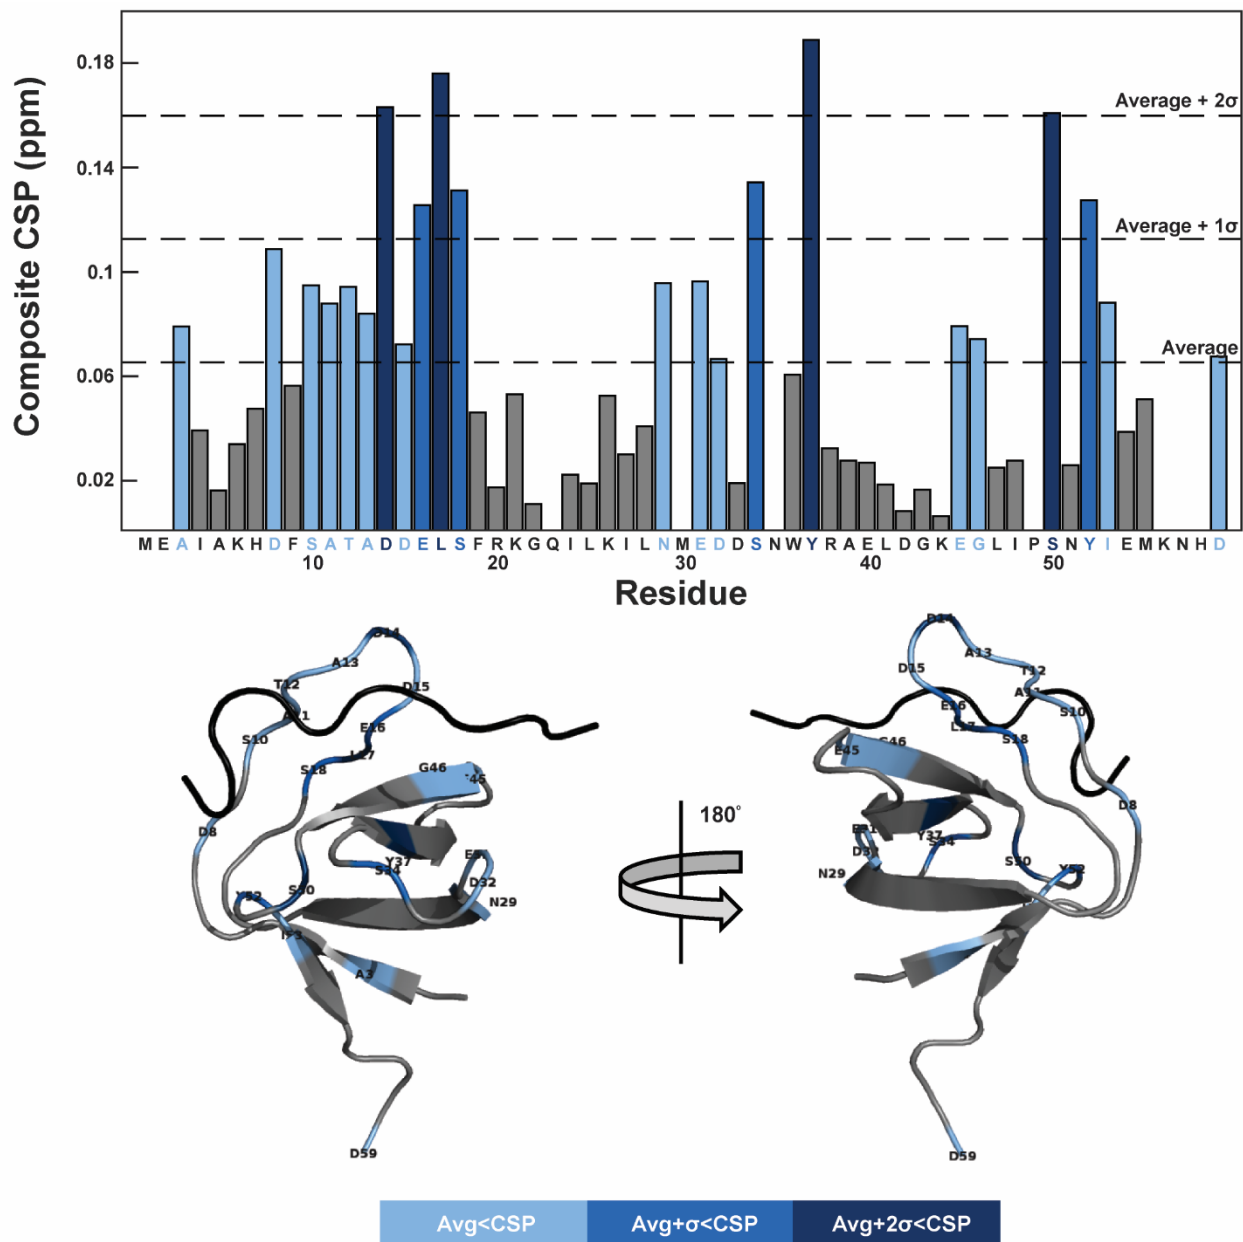 Composite CSP (ppm)
0.18
0.14
0.1
0.06
0.02
Average + 2σ
Average + 1σ
Average
MEAIAKHDFSATADDELSFRKGQILKILNMEDDSNWYRAELDGKEGLIPSNYIEMKNHD
10 20 30 40 50
Residue
D14
A13
T12
D15
A11
E16
S10
L17
S18
G46
E45
D8
Y37
S34
E31
D32
Y52
S50
N29
I53
A3
D59
180°
D14
A13
D15
T12
A11
E16
S10
L17
S18
G46
E45
D8
E31
Y37
S34
D32
S50
Y52
N29
D59
Avg<CSP Avg+σ<CSP Avg+2σ<CSP